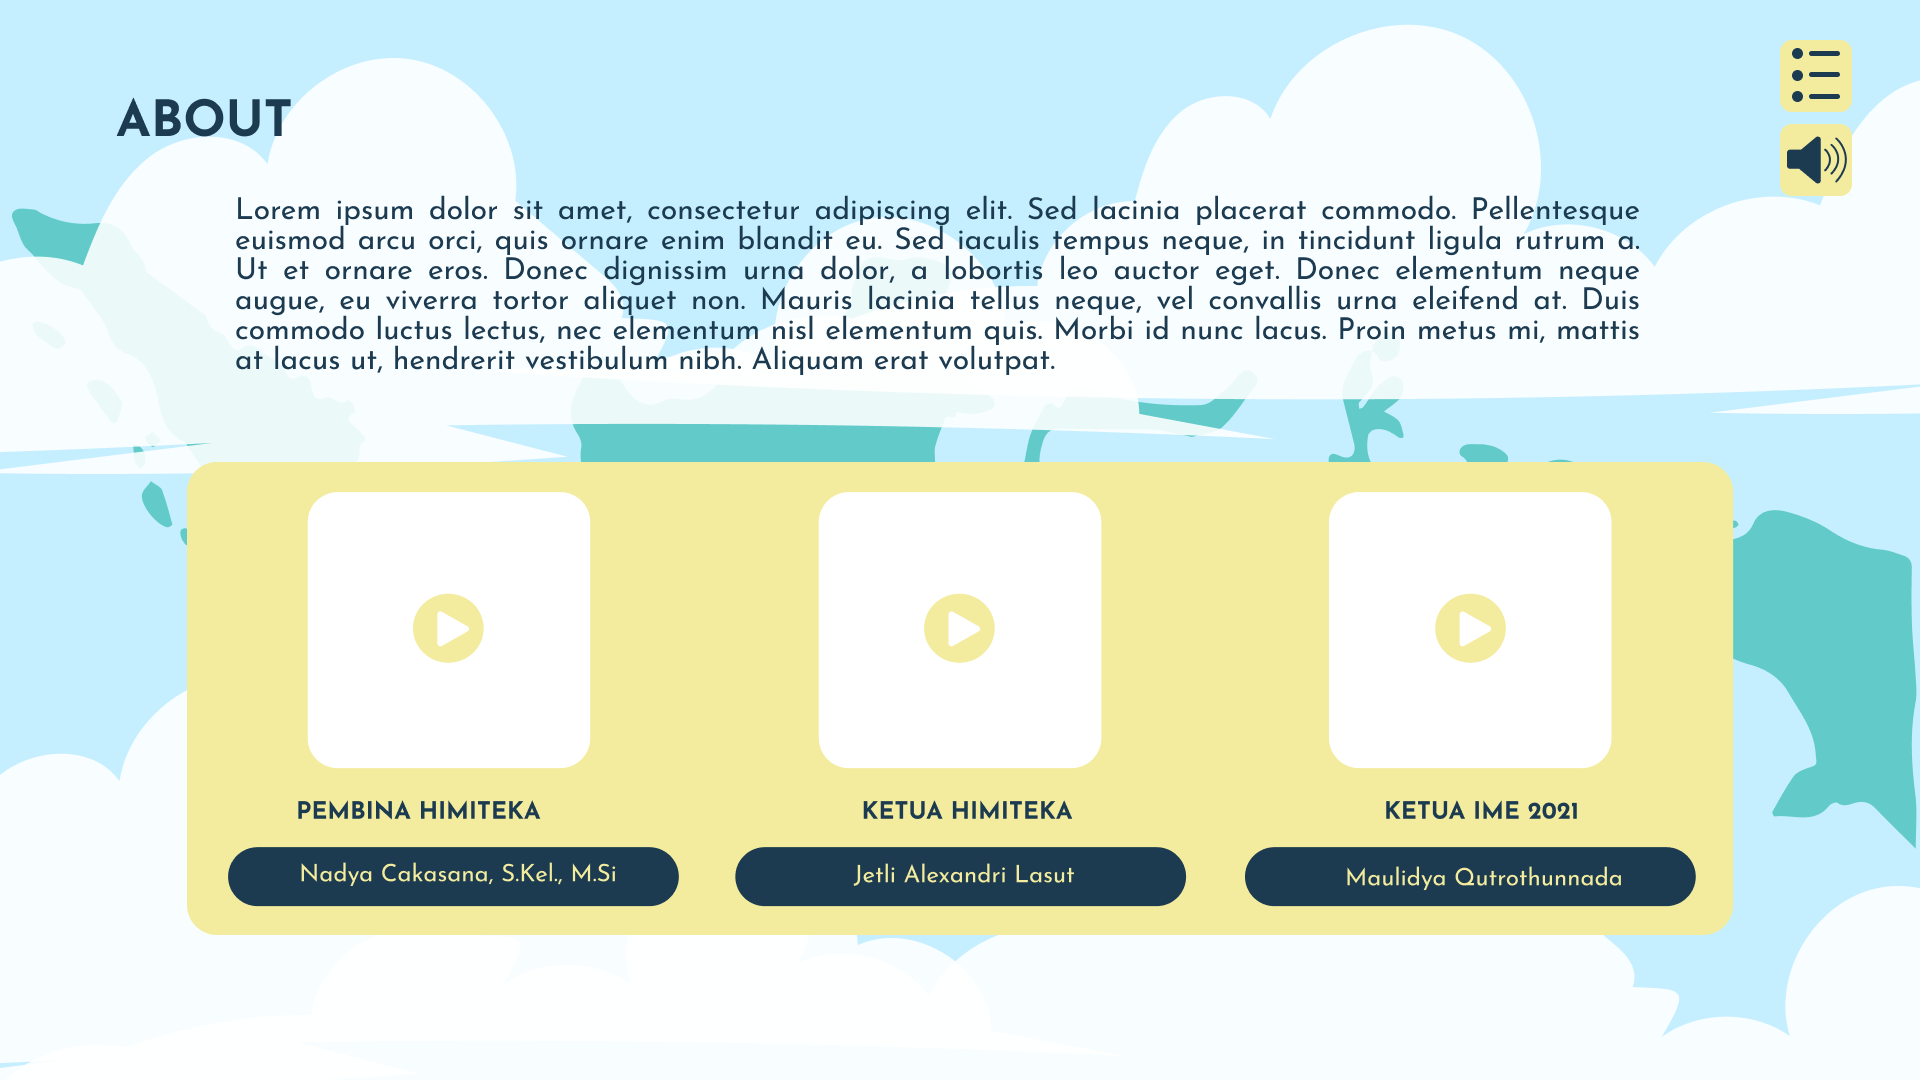 ABOUT
Lorem ipsum dolor sit amet, consectetur adipiscing elit. Sed lacinia placerat commodo. Pellentesque
euismod arcu orci, quis ornare enim blandit eu. Sed iaculis tempus neque, in tincidunt ligula rutrum a.
Ut et ornare eros. Donec dignissim urna dolor, a lobortis leo auctor eget. Donec elementum neque
augue, eu viverra tortor aliquet non. Mauris lacinia tellus neque, vel convallis urna eleifend at. Duis
commodo luctus lectus, nec elementum nisl elementum quis. Morbi id nunc lacus. Proin metus mi, mattis
at lacus ut, hendrerit vestibulum nibh. Aliquam erat volutpat.
PEMBINA HIMITEKA
Nadya Cakasana, S.Kel., M.Si
KETUA HIMITEKA
Jetli Alexandri Lasut
KETUA IME 2021
Maulidya Qutrothunnada